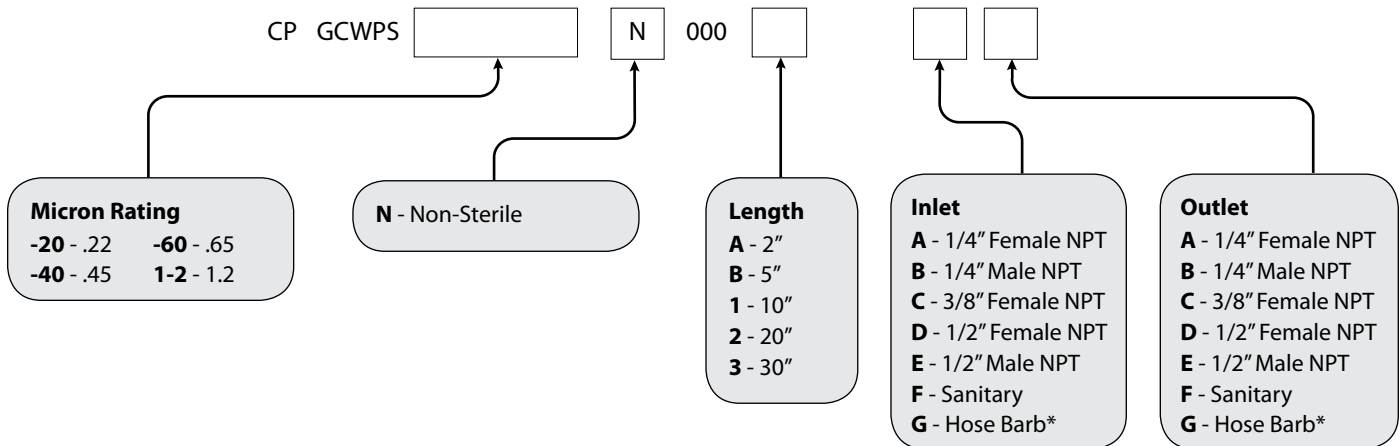 CP GCWPS N 000
Micron Rating
-20 - .22 -60 - .65
-40 - .45 1-2 - 1.2
N - Non-Sterile
Length
A - 2″
B - 5″
1 - 10″
2 - 20″
3 - 30″
Inlet
A - 1/4″ Female NPT
B - 1/4″ Male NPT
C - 3/8″ Female NPT
D - 1/2″ Female NPT
E - 1/2″ Male NPT
F - Sanitary
G - Hose Barb*
Outlet
A - 1/4″ Female NPT
B - 1/4″ Male NPT
C - 3/8″ Female NPT
D - 1/2″ Female NPT
E - 1/2″ Male NPT
F - Sanitary
G - Hose Barb*